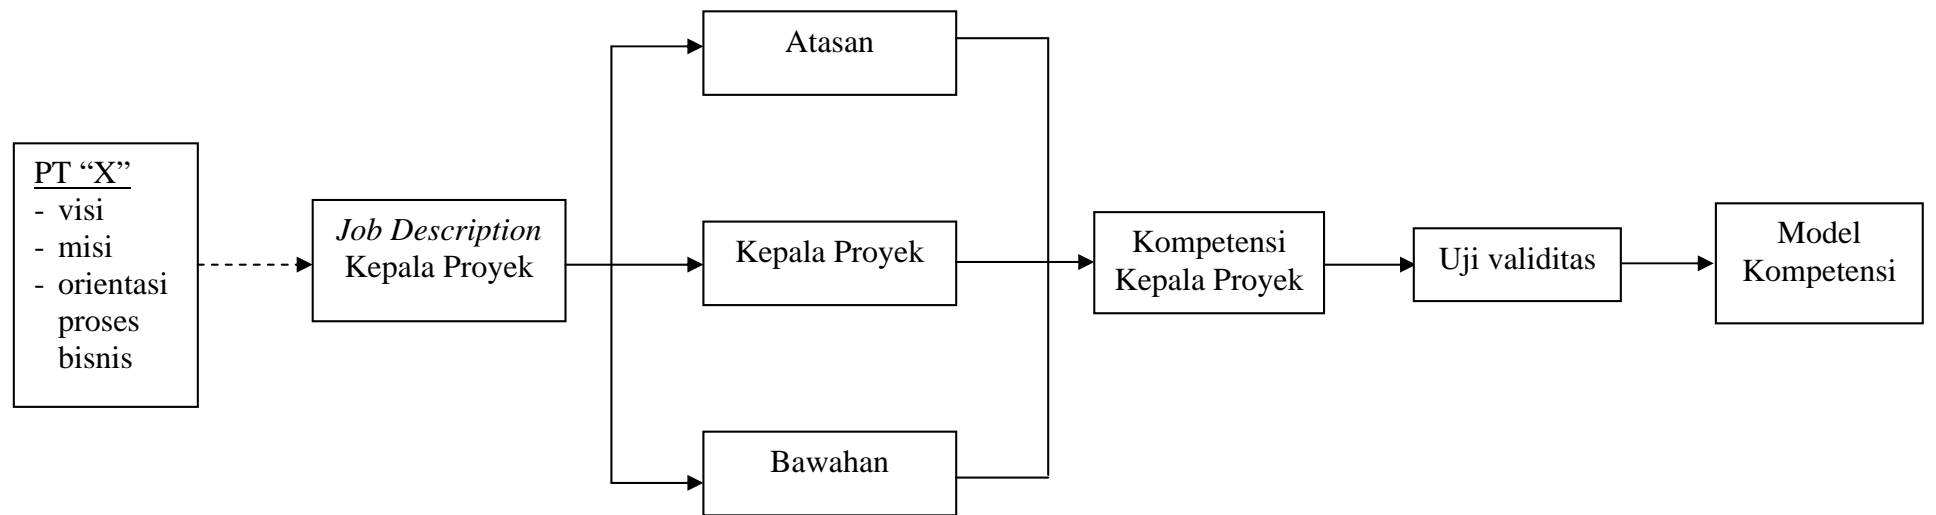 PT “X”
- visi
- misi
- orientasi
proses
bisnis
Job Description
Kepala Proyek
Atasan
Kepala Proyek
Bawahan
Kompetensi
Kepala Proyek
Uji validitas
Model
Kompetensi